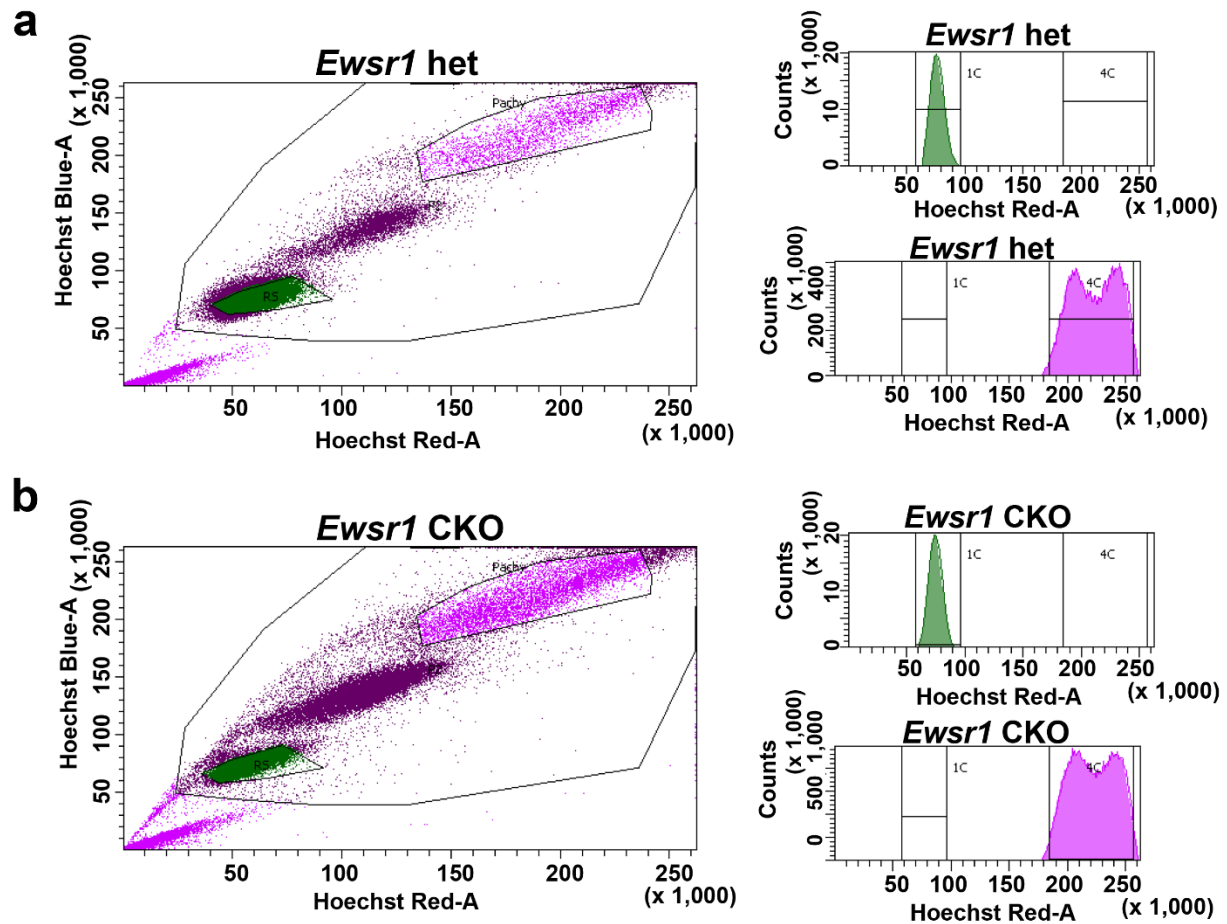 a
Ewsr1 het
Hoechst Blue-A (x 1,000)
250
200
150
100
50
Pachy
RS
50 100 150 200 250
Hoechst Red-A (x 1,000)
Ewsr1 het
Counts (x 1,000)
20
10
0
1C 4C
50 100 150 200 250
Hoechst Red-A (x 1,000)
Ewsr1 het
Counts (x 1,000)
400
200
0
1C 4C
50 100 150 200 250
Hoechst Red-A (x 1,000)
b
Ewsr1 CKO
Hoechst Blue-A (x 1,000)
250
200
150
100
50
Pachy
RS
50 100 150 200 250
Hoechst Red-A (x 1,000)
Ewsr1 CKO
Counts (x 1,000)
20
10
0
1C 4C
50 100 150 200 250
Hoechst Red-A (x 1,000)
Ewsr1 CKO
Counts (x 1,000)
1,000
500
0
1C 4C
50 100 150 200 250
Hoechst Red-A (x 1,000)